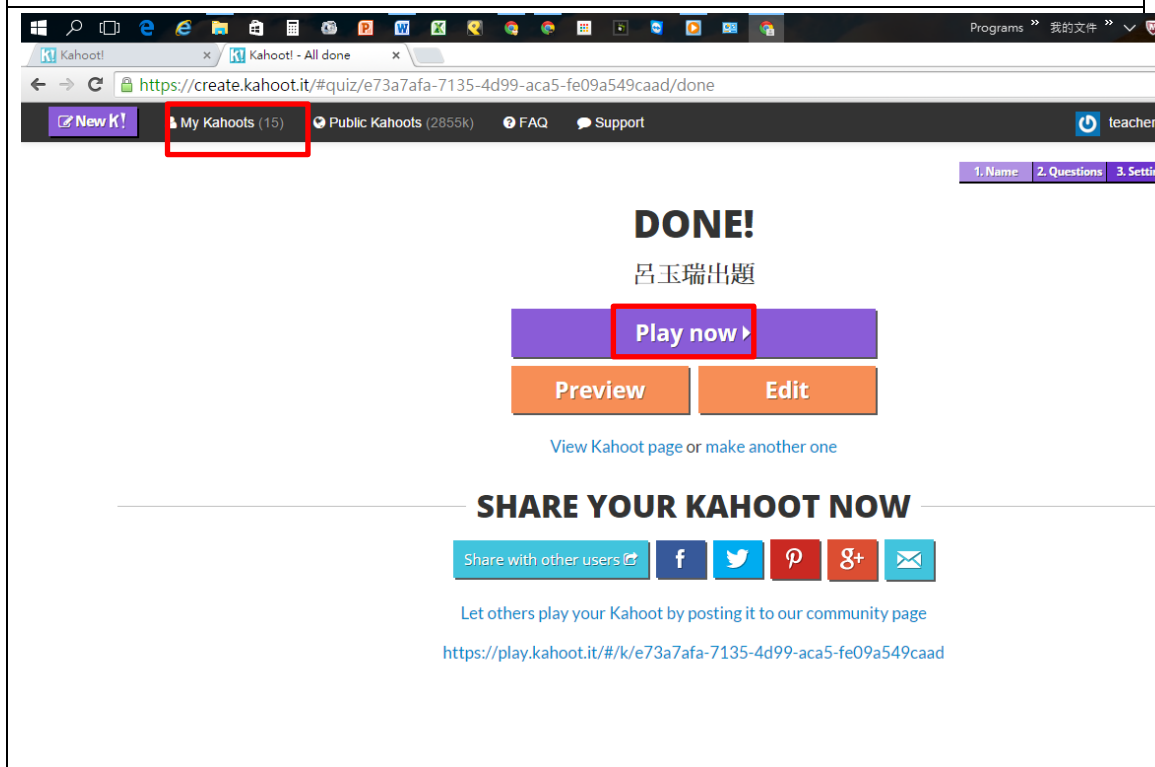 Programs » 我的文件 »
K! Kahoot! × K! Kahoot! - All done ×
https://create.kahoot.it/#quiz/e73a7afa-7135-4d99-aca5-fe09a549caad/done
New K! My Kahoots (15) Public Kahoots (2855k) FAQ Support teacher
1. Name 2. Questions 3. Settin
DONE!
呂玉瑞出題
Play now
Preview Edit
View Kahoot page or make another one
SHARE YOUR KAHOOT NOW
Share with other users f 8+
Let others play your Kahoot by posting it to our community page
https://play.kahoot.it/#/k/e73a7afa-7135-4d99-aca5-fe09a549caad